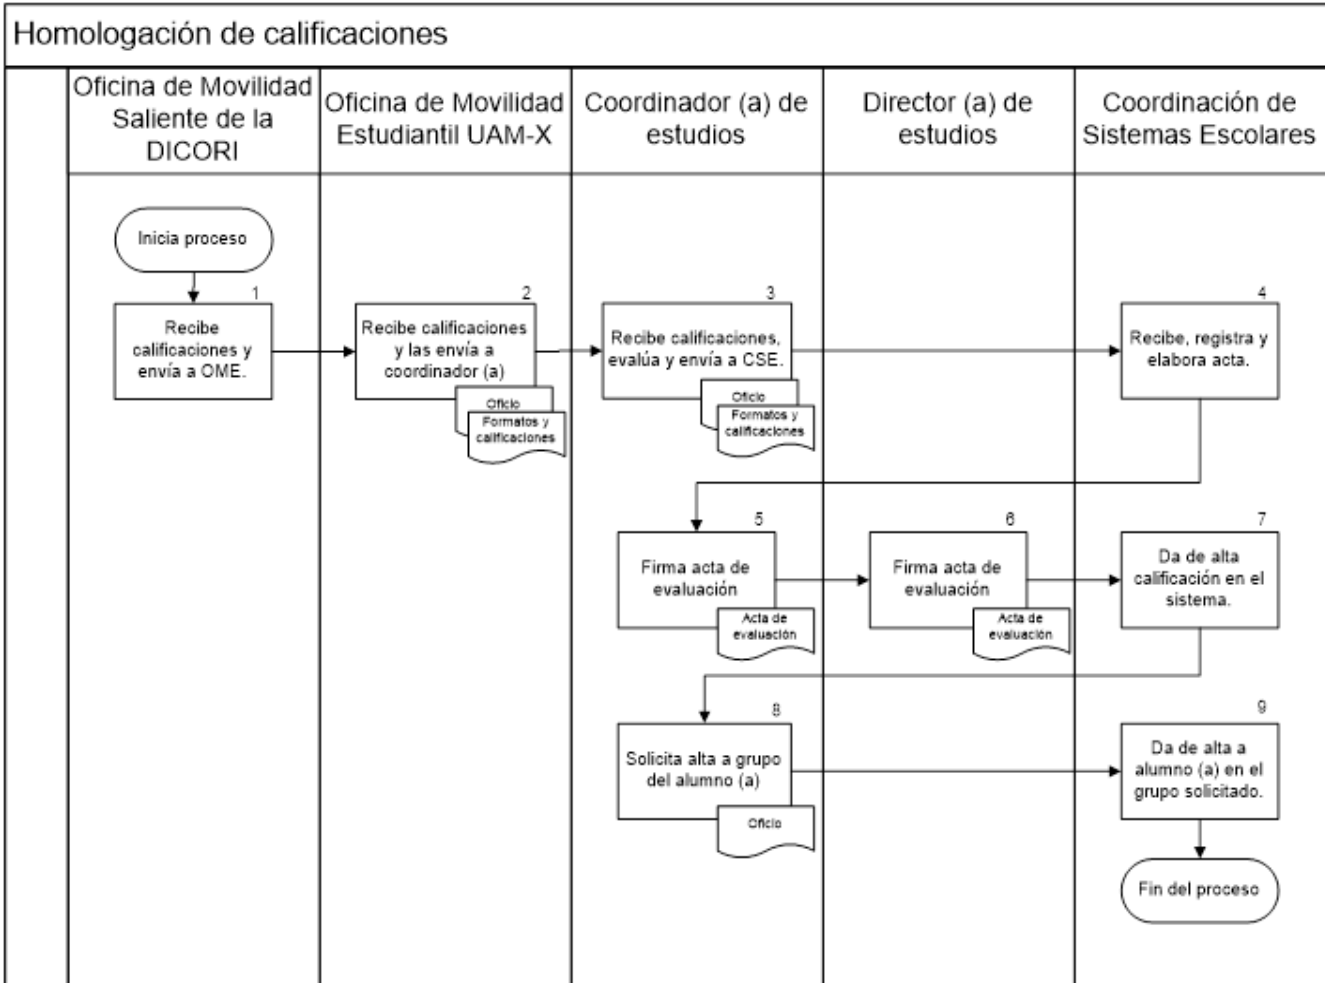 Homologación de calificaciones
Oficina de Movilidad
Saliente de la
DICORI
Oficina de Movilidad
Estudiantil UAM-X
Coordinador (a) de
estudios
Director (a) de
estudios
Coordinación de
Sistemas Escolares
Inicia proceso
1
Recibe
calificaciones y
envía a OME.
2
Recibe calificaciones
y las envía a
coordinador (a)
Oficio
Formatos y
calificaciones
3
Recibe calificaciones,
evalúa y envía a CSE.
Oficio
Formatos y
calificaciones
4
Recibe, registra y
elabora acta.
5
Firma acta de
evaluación
Acta de
evaluación
6
Firma acta de
evaluación
Acta de
evaluación
7
Da de alta
calificación en el
sistema.
8
Solicita alta a grupo
del alumno (a)
Oficio
9
Da de alta a
alumno (a) en el
grupo solicitado.
Fin del proceso